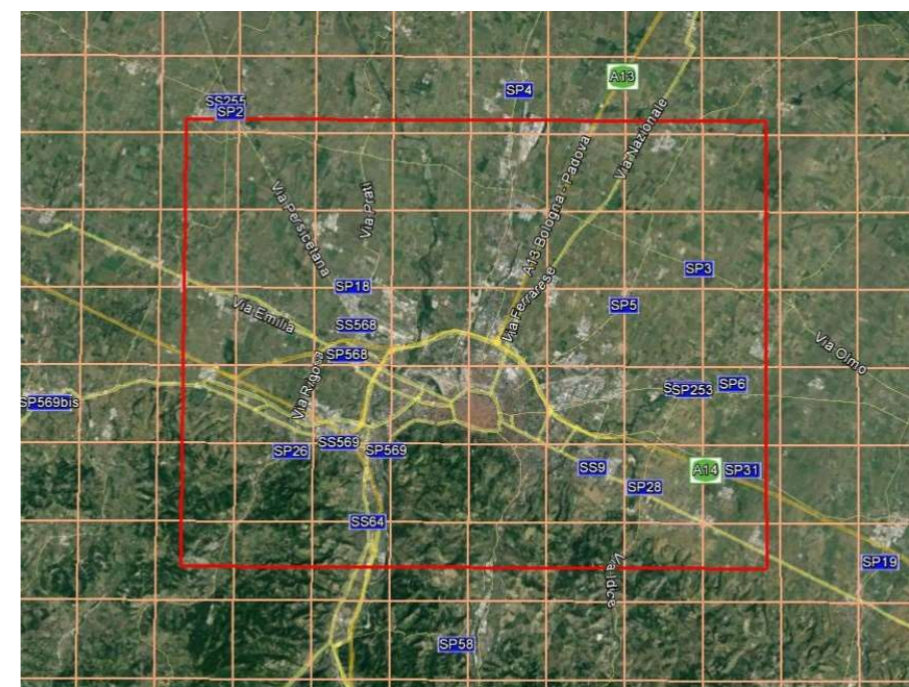 A13
SP4
SS255
SP2
Via Nazionale
A13 Bologna - Padova
Via Prati
Via Persicetana
SP3
SP18
SP5
Via Ferrarese
Via Emilia
SS568
Via Olmo
SP568
Via Rigosa
SP6
SP253
SP569bis
SS569
SP569
SP26
SS9
A14
SP31
SP28
SS64
SP19
Via Idice
SP58